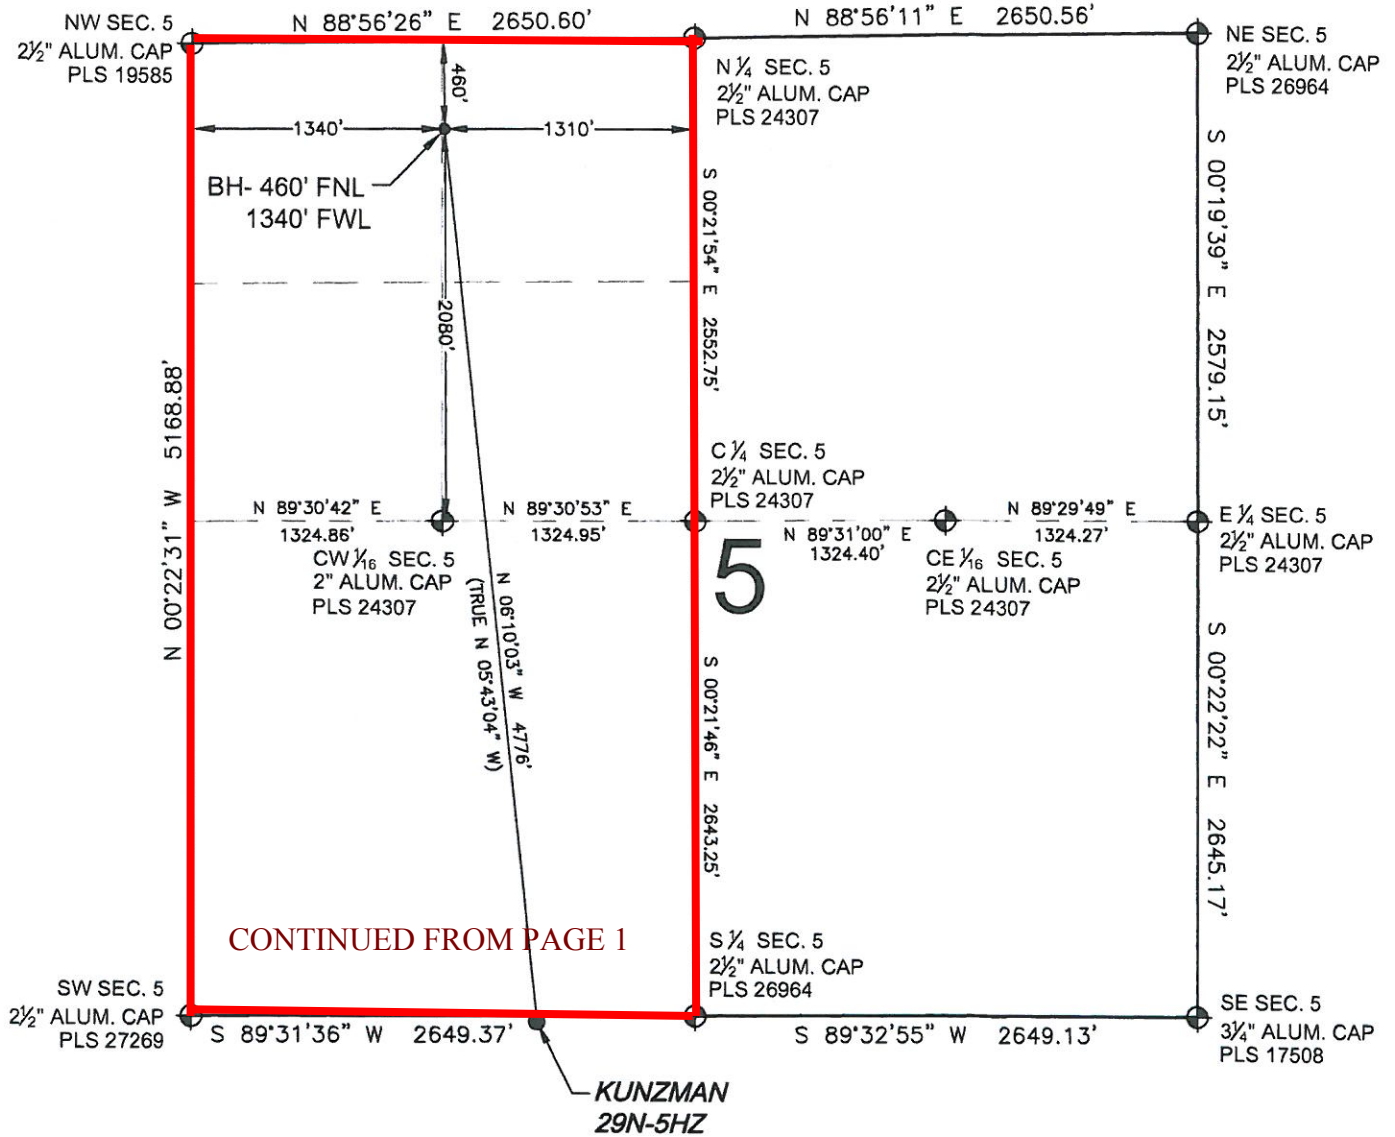 N 88°56'26" E 2650.60'
N 88°56'11" E 2650.56'
NW SEC. 5
2½" ALUM. CAP
PLS 19585
NE SEC. 5
2½" ALUM. CAP
PLS 26964
N ¼ SEC. 5
2½" ALUM. CAP
PLS 24307
460'
1340'
1310'
BH- 460' FNL
1340' FWL
S 00°21'54" E 2552.75'
S 00°19'39" E 2579.15'
2080'
N 00°22'31" W 5168.88'
C ¼ SEC. 5
2½" ALUM. CAP
PLS 24307
N 89°30'42" E
1324.86'
N 89°30'53" E
1324.95'
N 89°31'00" E
1324.40'
N 89°29'49" E
1324.27'
E ¼ SEC. 5
2½" ALUM. CAP
PLS 24307
CW 1⁄16 SEC. 5
2" ALUM. CAP
PLS 24307
5
CE 1⁄16 SEC. 5
2½" ALUM. CAP
PLS 24307
N 06°10'03" W 4776'
(TRUE N 05°43'04" W)
S 00°21'46" E 2643.25'
S 00°22'22" E 2645.17'
CONTINUED FROM PAGE 1
S ¼ SEC. 5
2½" ALUM. CAP
PLS 26964
SW SEC. 5
2½" ALUM. CAP
PLS 27269
S 89°31'36" W 2649.37'
S 89°32'55" W 2649.13'
SE SEC. 5
3¼" ALUM. CAP
PLS 17508
KUNZMAN
29N-5HZ